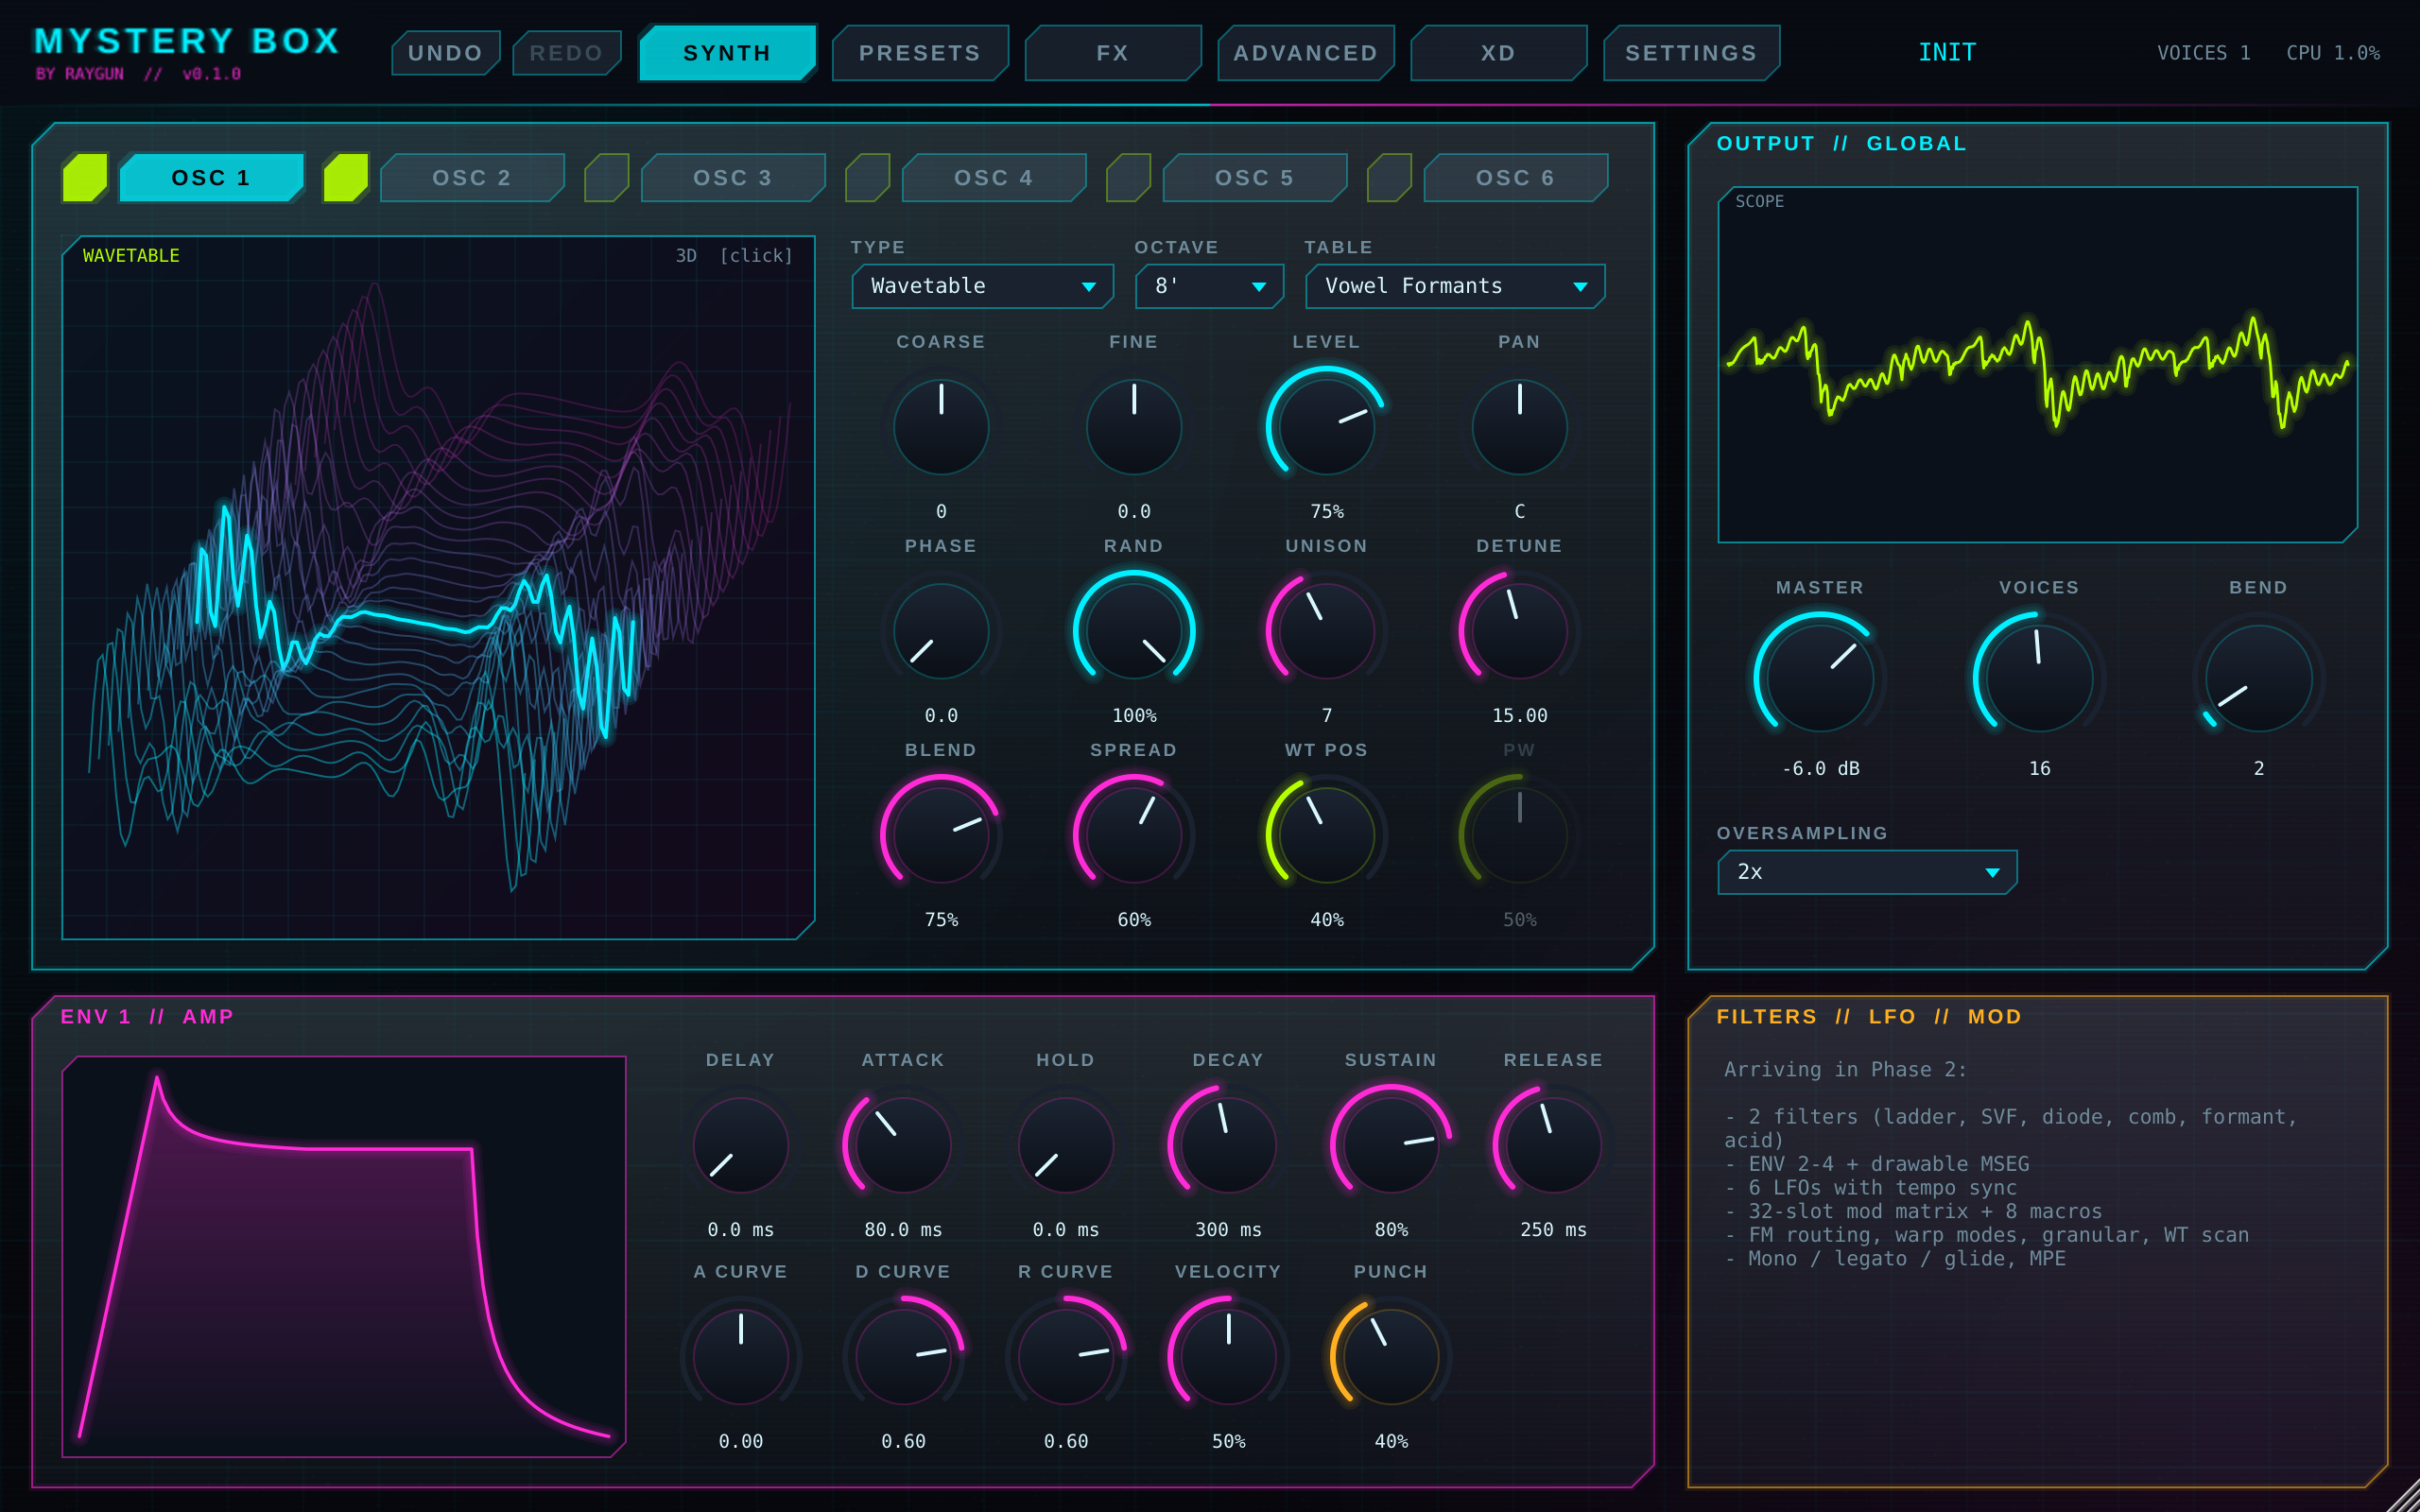 MYSTERY BOX
BY RAYGUN // v0.1.0
UNDO REDO SYNTH PRESETS FX ADVANCED XD SETTINGS
INIT
VOICES 1 CPU 1.0%
OSC 1 OSC 2 OSC 3 OSC 4 OSC 5 OSC 6
WAVETABLE 3D [click]
TYPE OCTAVE TABLE
Wavetable 8' Vowel Formants
COARSE FINE LEVEL PAN
0 0.0 75% C
PHASE RAND UNISON DETUNE
0.0 100% 7 15.00
BLEND SPREAD WT POS PW
75% 60% 40% 50%
OUTPUT // GLOBAL
SCOPE
MASTER VOICES BEND
-6.0 dB 16 2
OVERSAMPLING
2x
ENV 1 // AMP
DELAY ATTACK HOLD DECAY SUSTAIN RELEASE
0.0 ms 80.0 ms 0.0 ms 300 ms 80% 250 ms
A CURVE D CURVE R CURVE VELOCITY PUNCH
0.00 0.60 0.60 50% 40%
FILTERS // LFO // MOD
Arriving in Phase 2:
- 2 filters (ladder, SVF, diode, comb, formant,
acid)
- ENV 2-4 + drawable MSEG
- 6 LFOs with tempo sync
- 32-slot mod matrix + 8 macros
- FM routing, warp modes, granular, WT scan
- Mono / legato / glide, MPE